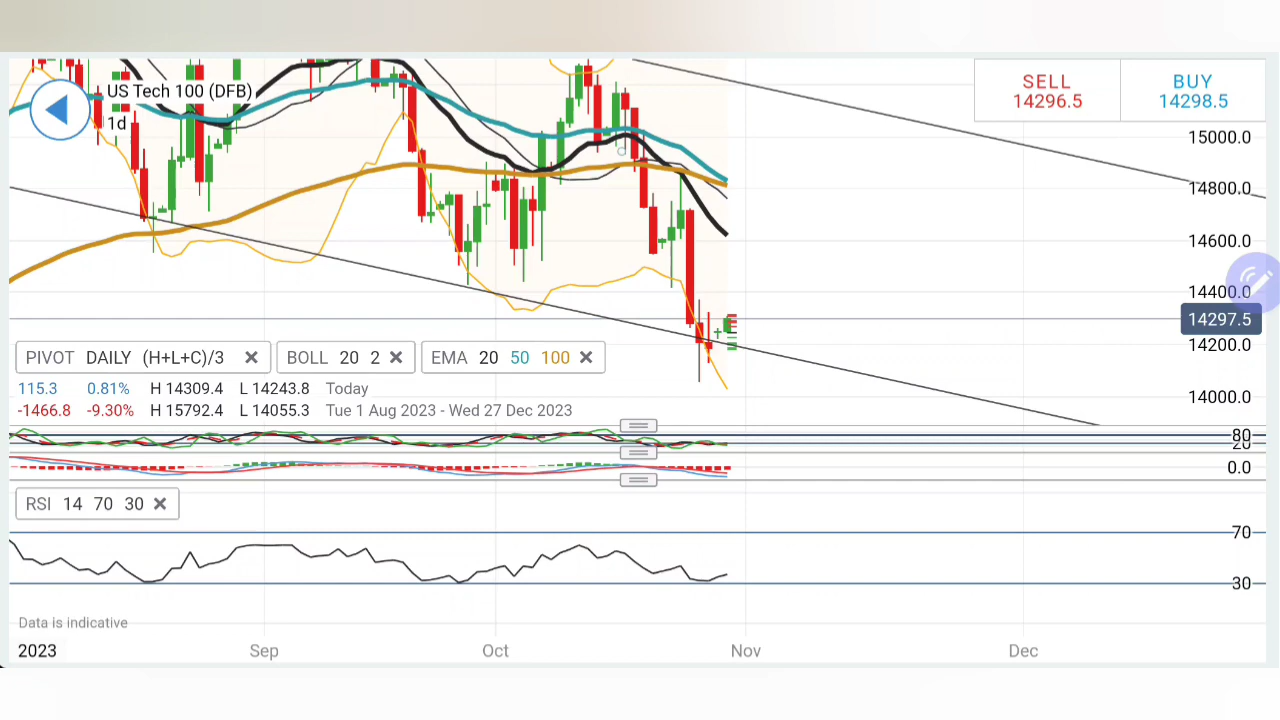 US Tech 100 (DFB)
1d
SELL
14296.5
BUY
14298.5
15000.0
14800.0
14600.0
14400.0
14297.5
14200.0
14000.0
PIVOT DAILY (H+L+C)/3
BOLL 20 2
EMA 20 50 100
115.3 0.81% H 14309.4 L 14243.8 Today
-1466.8 -9.30% H 15792.4 L 14055.3 Tue 1 Aug 2023 - Wed 27 Dec 2023
80
20
0.0
RSI 14 70 30
70
30
Data is indicative
2023 Sep Oct Nov Dec